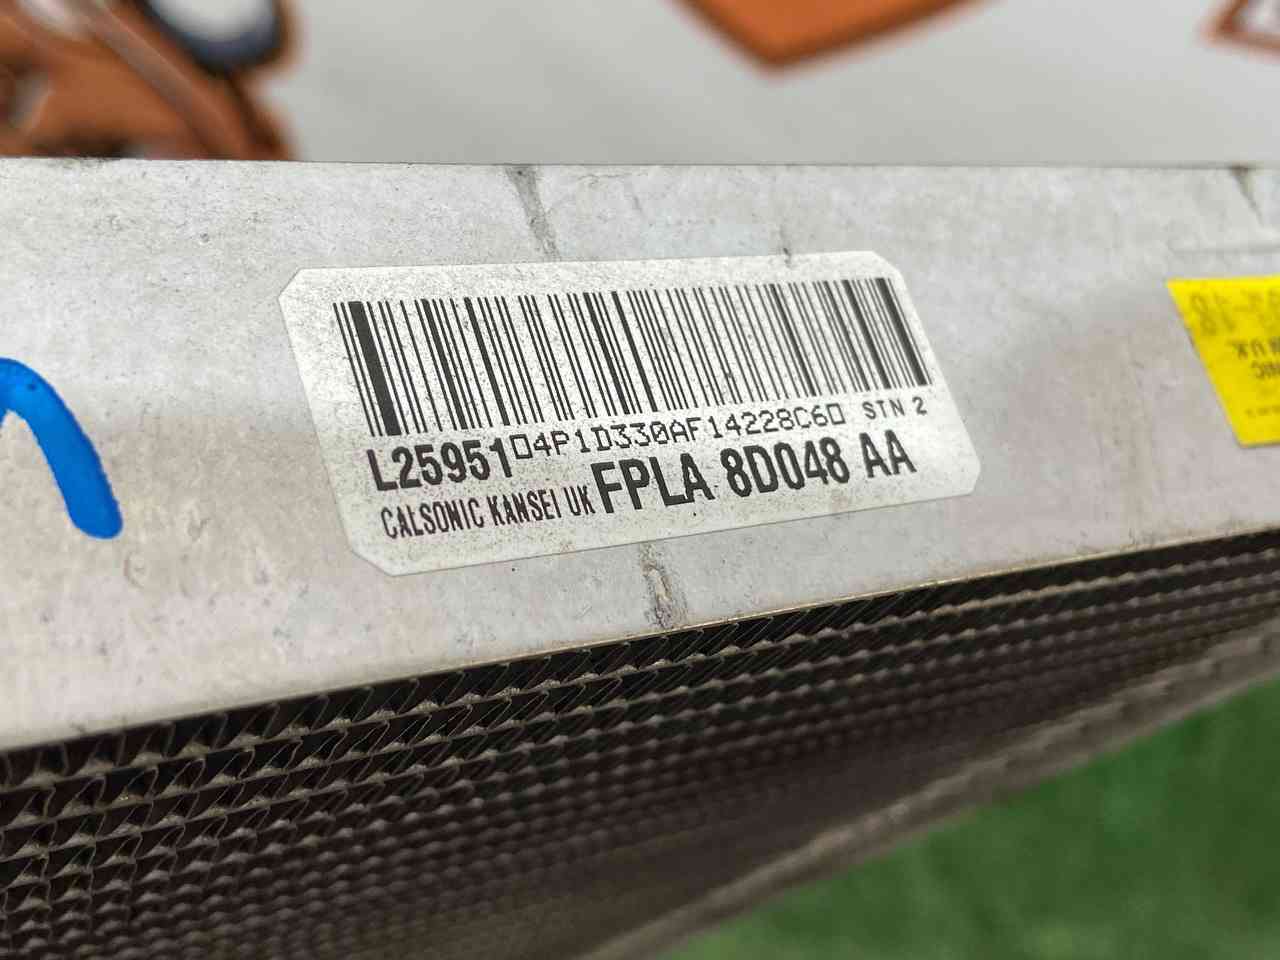 □4P1D330AF14228C6□ STN 2
L25951
FPLA 8D048 AA
CALSONIC KANSEI UK